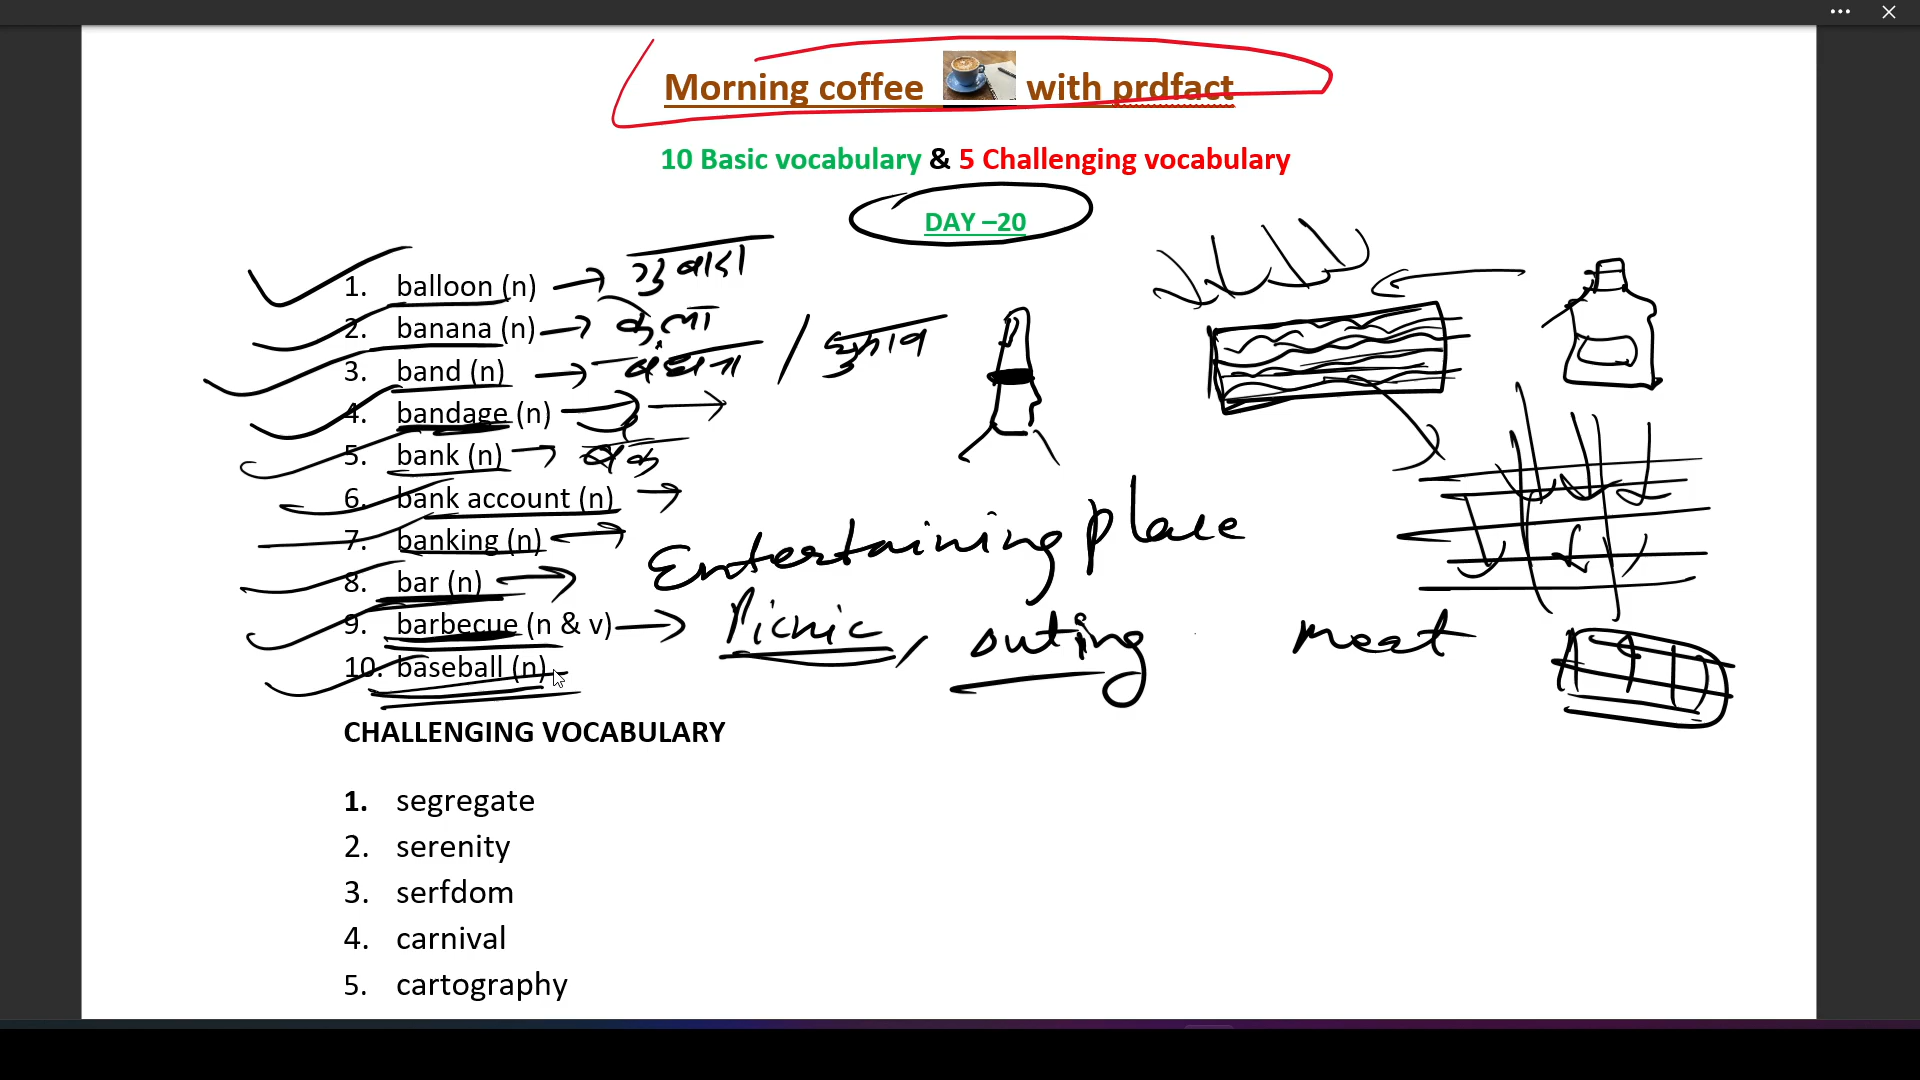 Morning coffee with prdfact
10 Basic vocabulary & 5 Challenging vocabulary
DAY –20
1. balloon (n)
2. banana (n)
3. band (n) /
4. bandage (n)
5. bank (n)
6. bank account (n)
7. banking (n)
Entertaining place
8. bar (n)
9. barbecue (n & v) Picnic, outing meat
10. baseball (n)
CHALLENGING VOCABULARY
1. segregate
2. serenity
3. serfdom
4. carnival
5. cartography